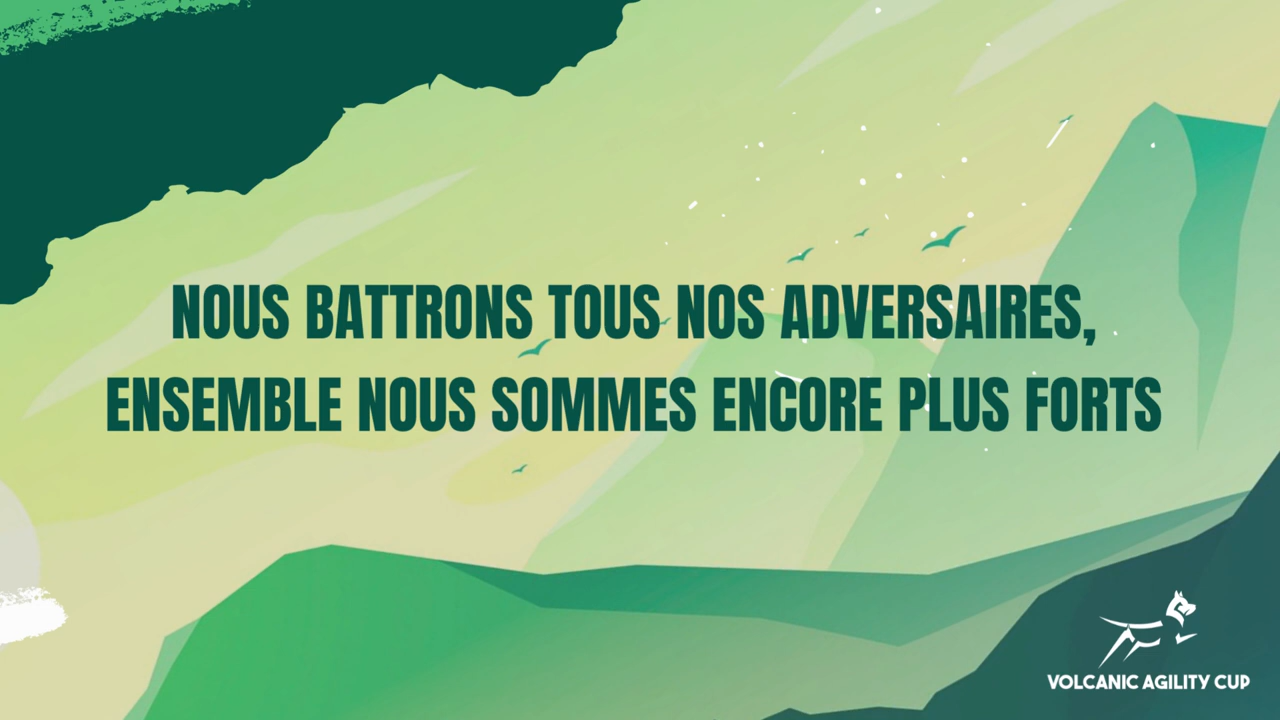 NOUS BATTRONS TOUS NOS ADVERSAIRES,
ENSEMBLE NOUS SOMMES ENCORE PLUS FORTS
VOLCANIC AGILITY CUP